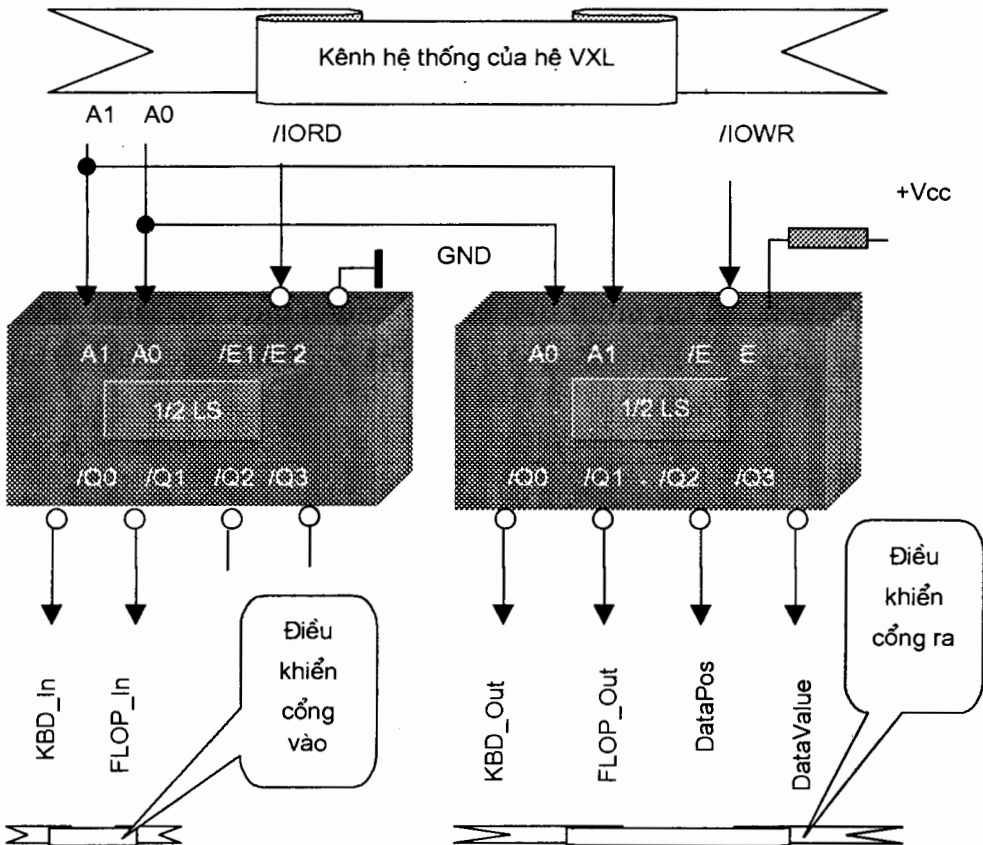 Kênh hệ thống của hệ VXL
A1 A0
/IORD
/IOWR
+Vcc
GND
A1 A0 /E1 /E 2
1/2 LS
/Q0 /Q1 /Q2 /Q3
A0 A1 /E E
1/2 LS
/Q0 /Q1 . /Q2 /Q3
KBD_In
FLOP_In
Điều
khiển
cổng
vào
KBD_Out
FLOP_Out
DataPos
DataValue
Điều
khiển
cổng ra